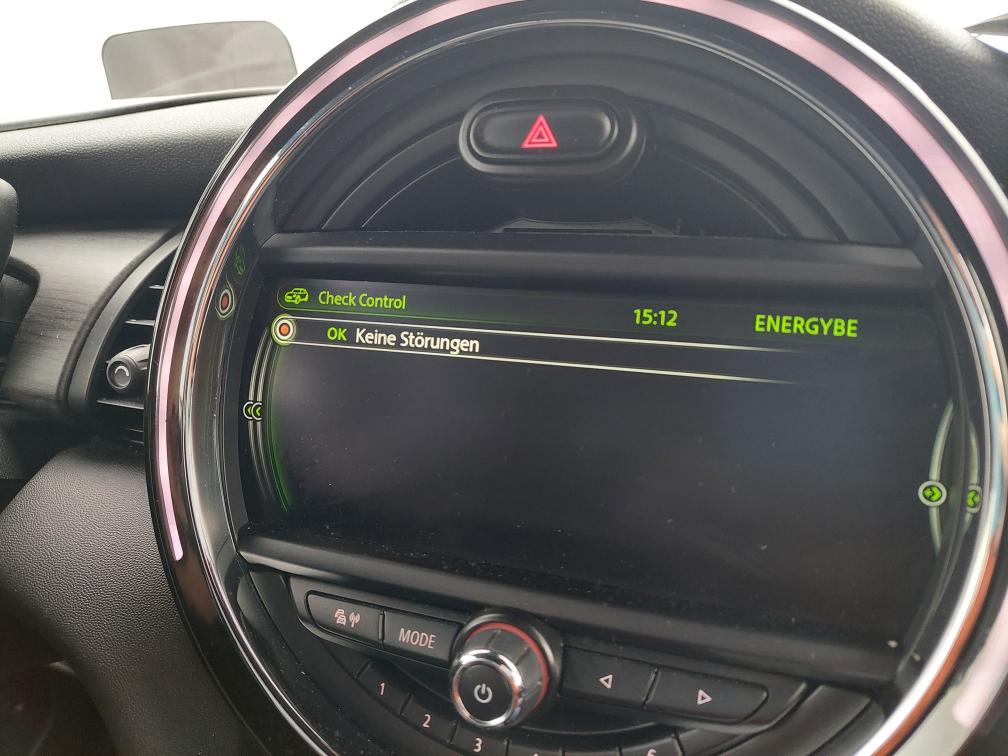 Check Control 15:12 ENERGYBE
OK Keine Störungen
MODE
1
2
3